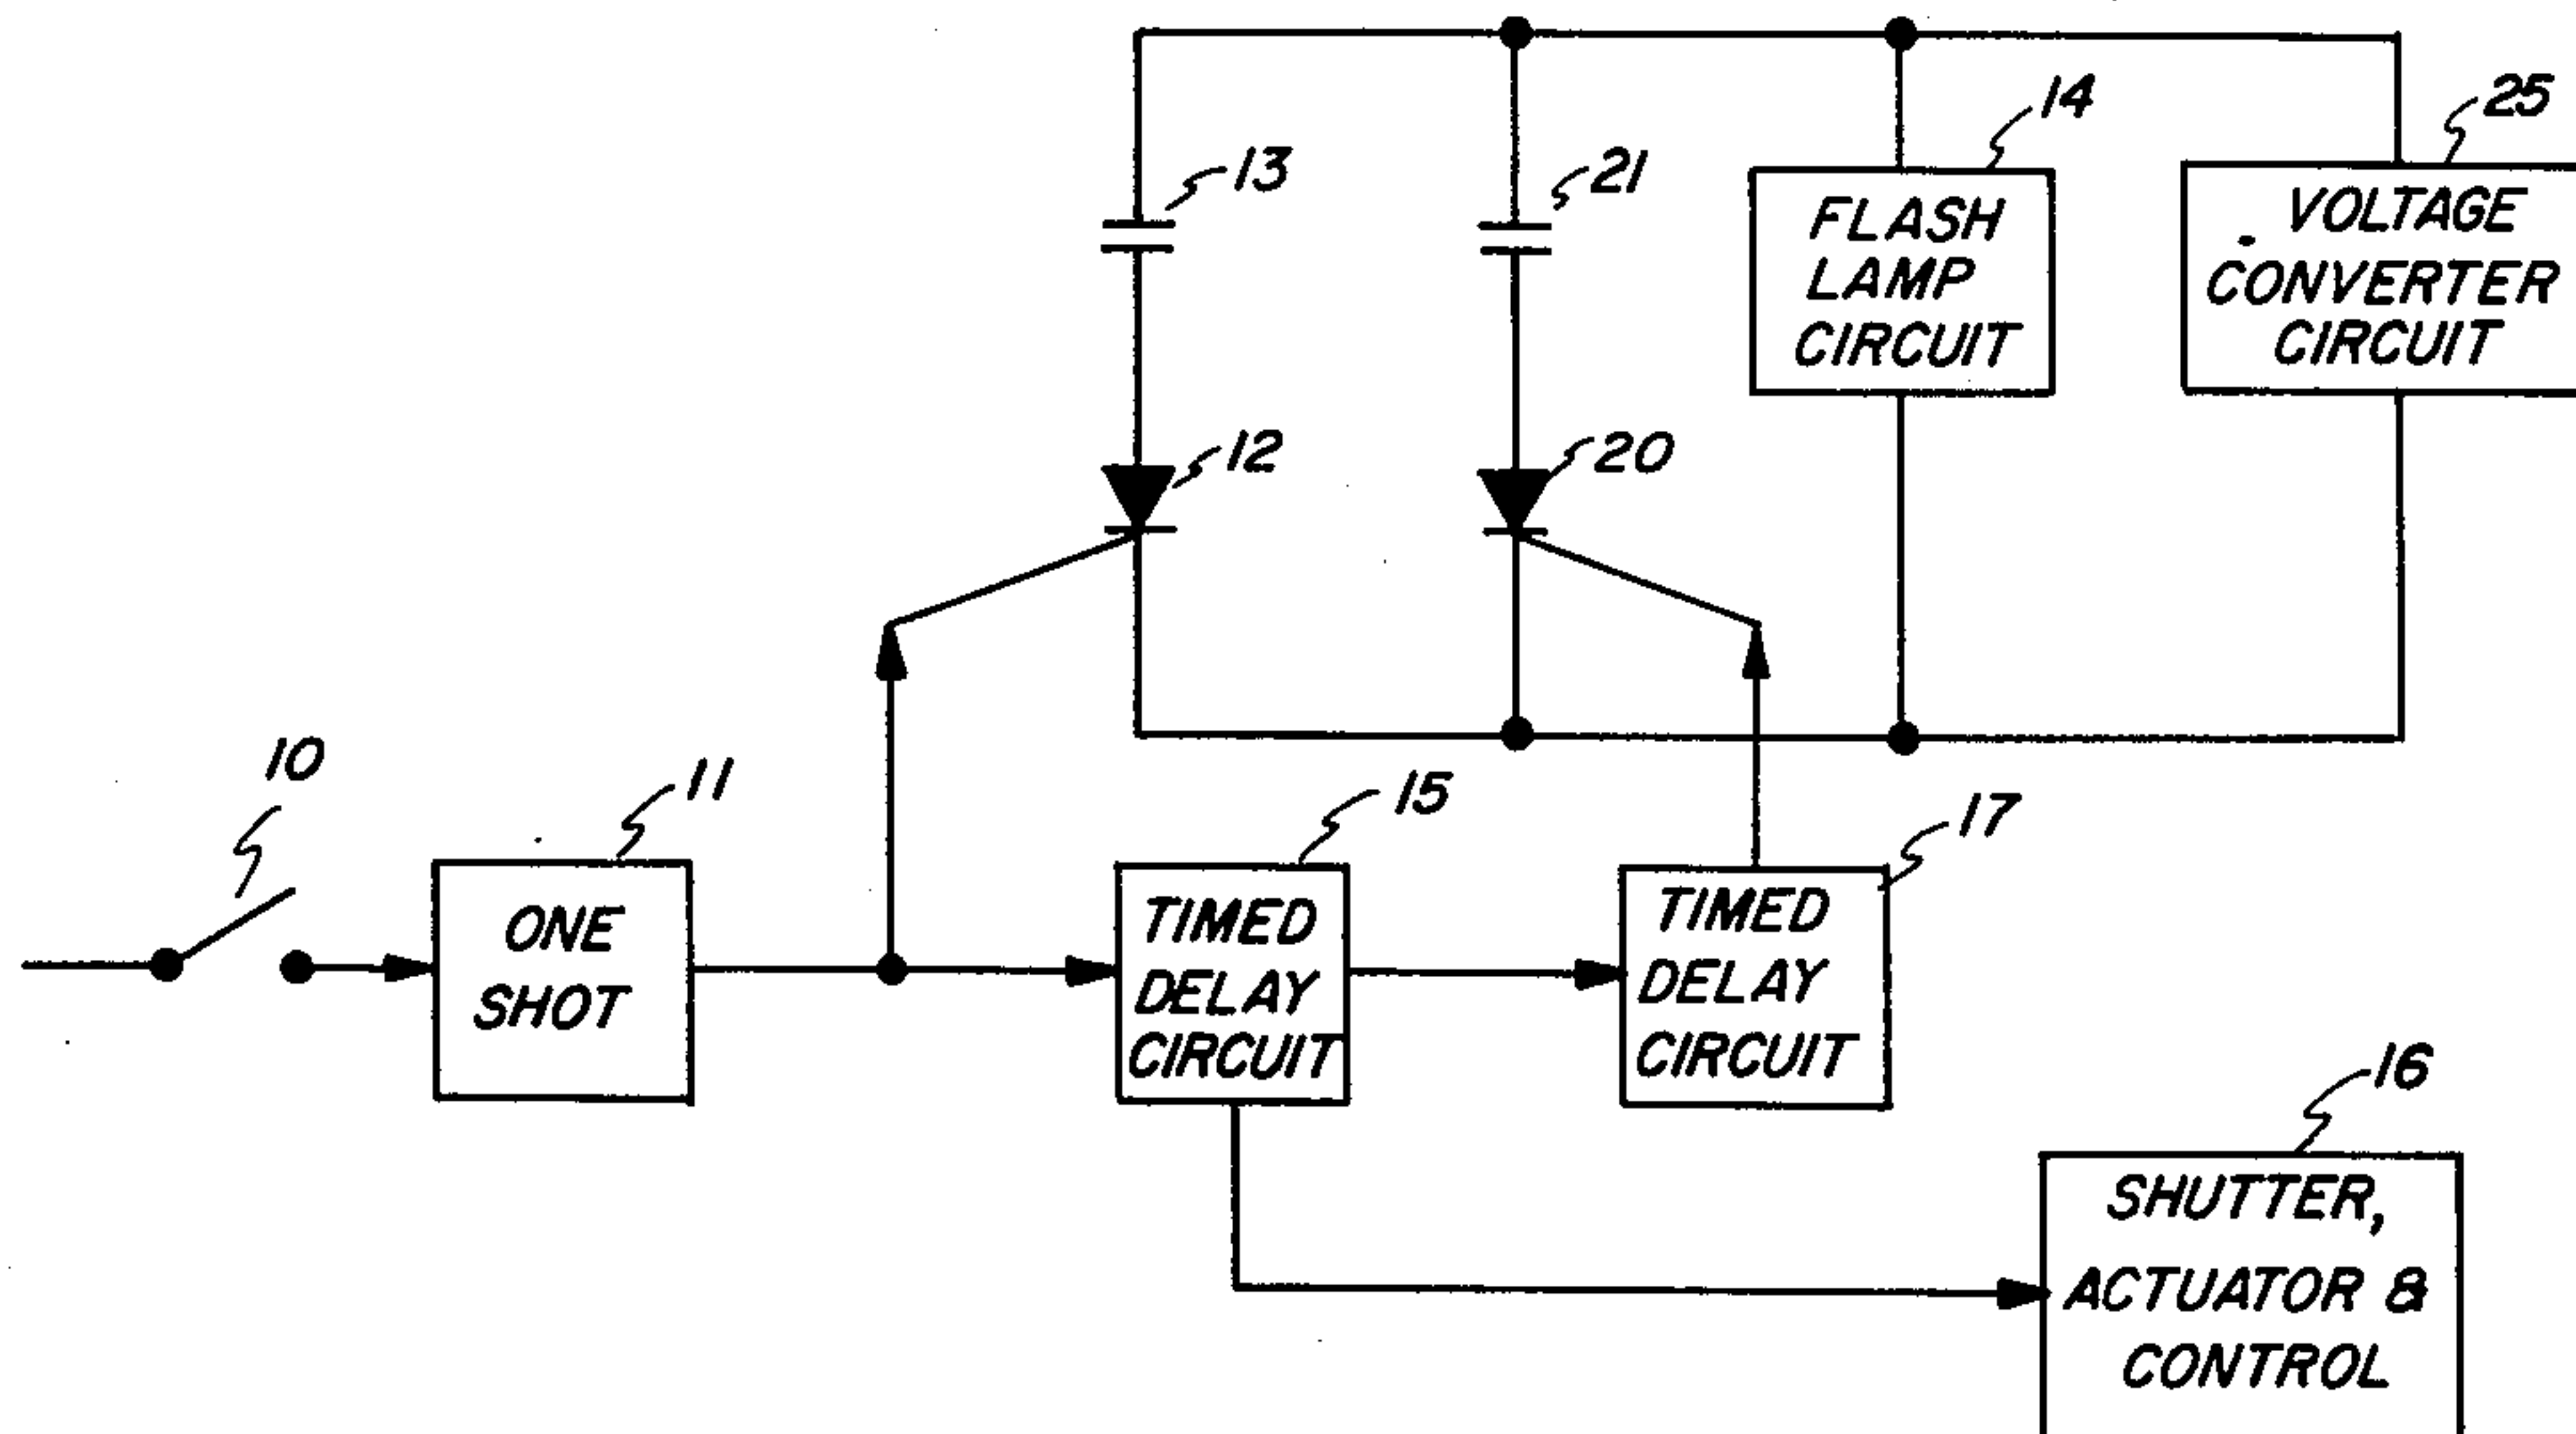 14
25
13
21
FLASH
LAMP
CIRCUIT
VOLTAGE
CONVERTER
CIRCUIT
12
20
10
11
15
17
ONE
SHOT
TIMED
DELAY
CIRCUIT
TIMED
DELAY
CIRCUIT
16
SHUTTER,
ACTUATOR &
CONTROL